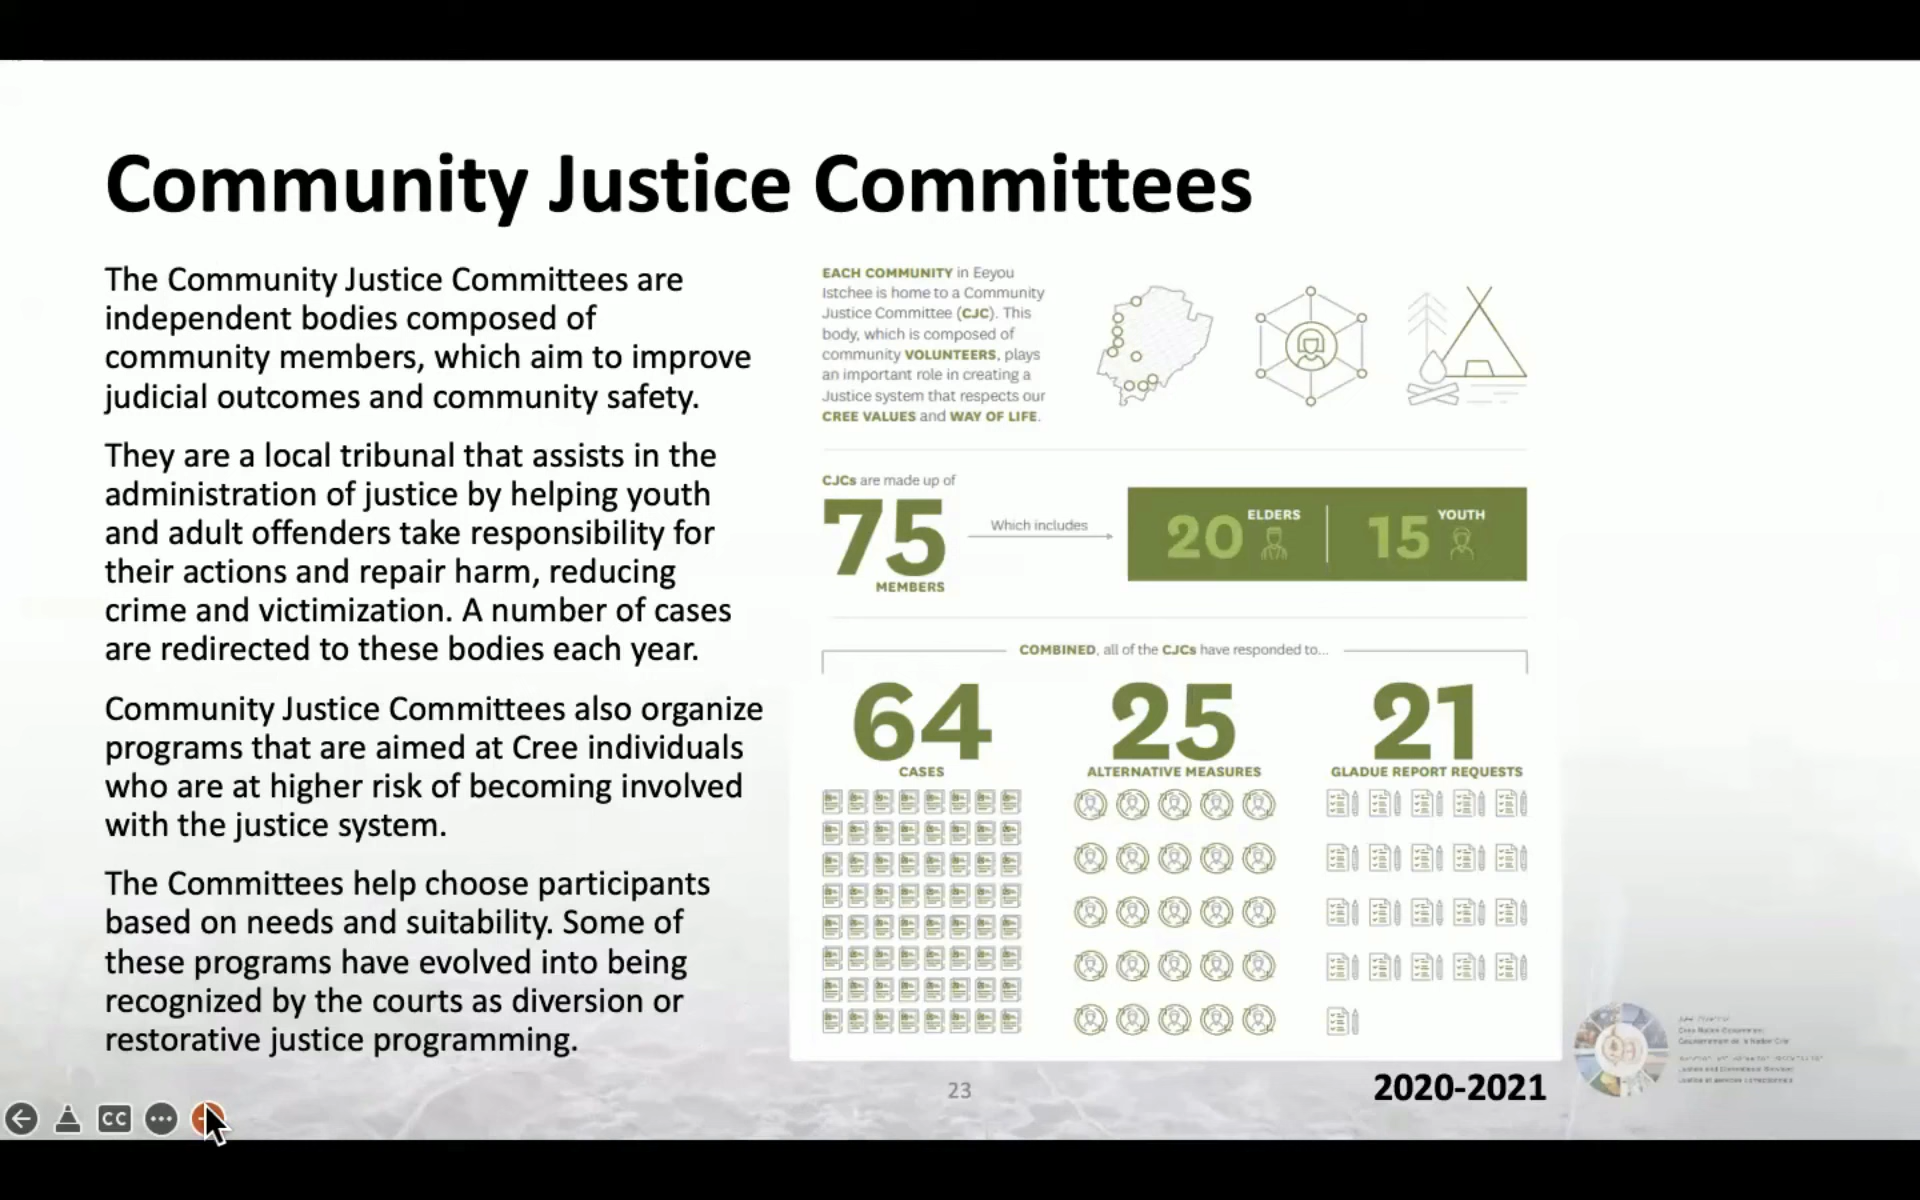 Community Justice Committees
The Community Justice Committees are
independent bodies composed of
community members, which aim to improve
judicial outcomes and community safety.
They are a local tribunal that assists in the
administration of justice by helping youth
and adult offenders take responsibility for
their actions and repair harm, reducing
crime and victimization. A number of cases
are redirected to these bodies each year.
Community Justice Committees also organize
programs that are aimed at Cree individuals
who are at higher risk of becoming involved
with the justice system.
The Committees help choose participants
based on needs and suitability. Some of
these programs have evolved into being
recognized by the courts as diversion or
restorative justice programming.
EACH COMMUNITY in Eeyou
Istchee is home to a Community
Justice Committee (CJC). This
body, which is composed of
community VOLUNTEERS, plays
an important role in creating a
Justice system that respects our
CREE VALUES and WAY OF LIFE.
CJCs are made up of
75
MEMBERS
Which includes
20 ELDERS
15 YOUTH
COMBINED, all of the CJCs have responded to...
64
CASES
25
ALTERNATIVE MEASURES
21
GLADUE REPORT REQUESTS
2020-2021
23
Cree Nation Government
Gouvernement de la Nation Crie
CC